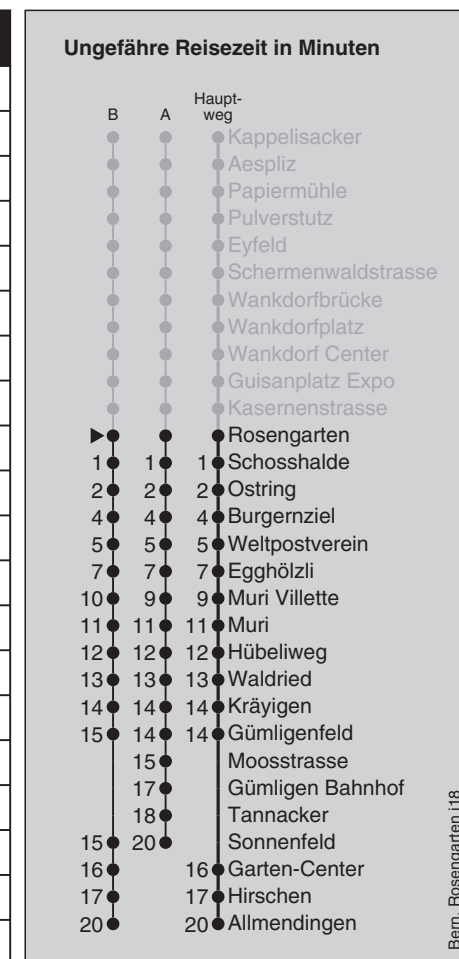 Ungefähre Reisezeit in Minuten
Haupt-
B A weg
Kappelisacker
Aespliz
Papiermühle
Pulverstutz
Eyfeld
Schermenwaldstrasse
Wankdorfbrücke
Wankdorfplatz
Wankdorf Center
Guisanplatz Expo
Kasernenstrasse
Rosengarten
1 1 1 Schosshalde
2 2 2 Ostring
4 4 4 Burgernziel
5 5 5 Weltpostverein
7 7 7 Egghölzli
10 9 9 Muri Villette
11 11 11 Muri
12 12 12 Hübeliweg
13 13 13 Waldried
14 14 14 Kräyigen
15 14 14 Gümligenfeld
15 Moosstrasse
17 Gümligen Bahnhof
18 Tannacker
15 20 Sonnenfeld
16 16 Garten-Center
17 17 Hirschen
20 20 Allmendingen
Bern, Rosengarten i18